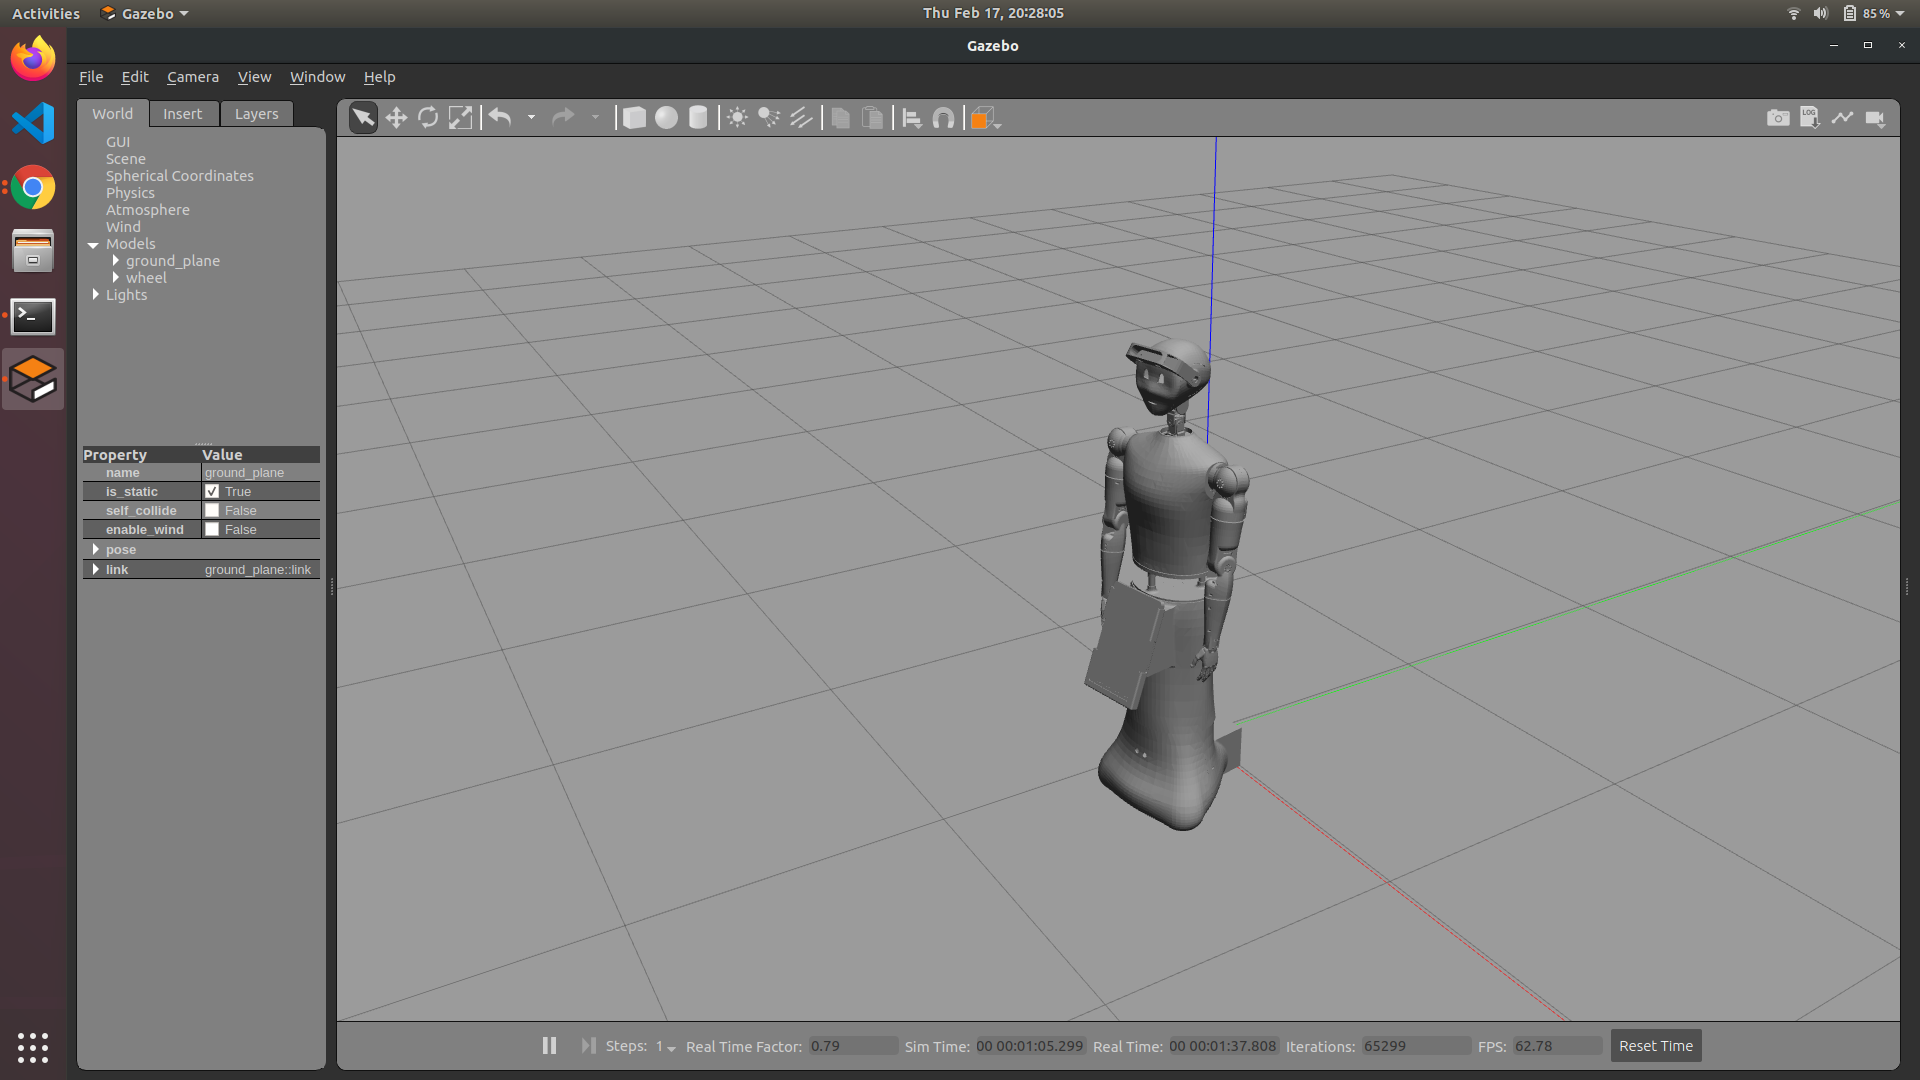 Activities Gazebo Thu Feb 17, 20:28:05 85%
Gazebo
File Edit Camera View Window Help
World Insert Layers
LOG
GUI
Scene
Spherical Coordinates
Physics
Atmosphere
Wind
Models
ground_plane
wheel
Lights
Property Value
name ground_plane
is_static True
self_collide False
enable_wind False
pose
link ground_plane::link
Steps: 1 Real Time Factor: 0.79 Sim Time: 00 00:01:05.299 Real Time: 00 00:01:37.808 Iterations: 65299 FPS: 62.78 Reset Time